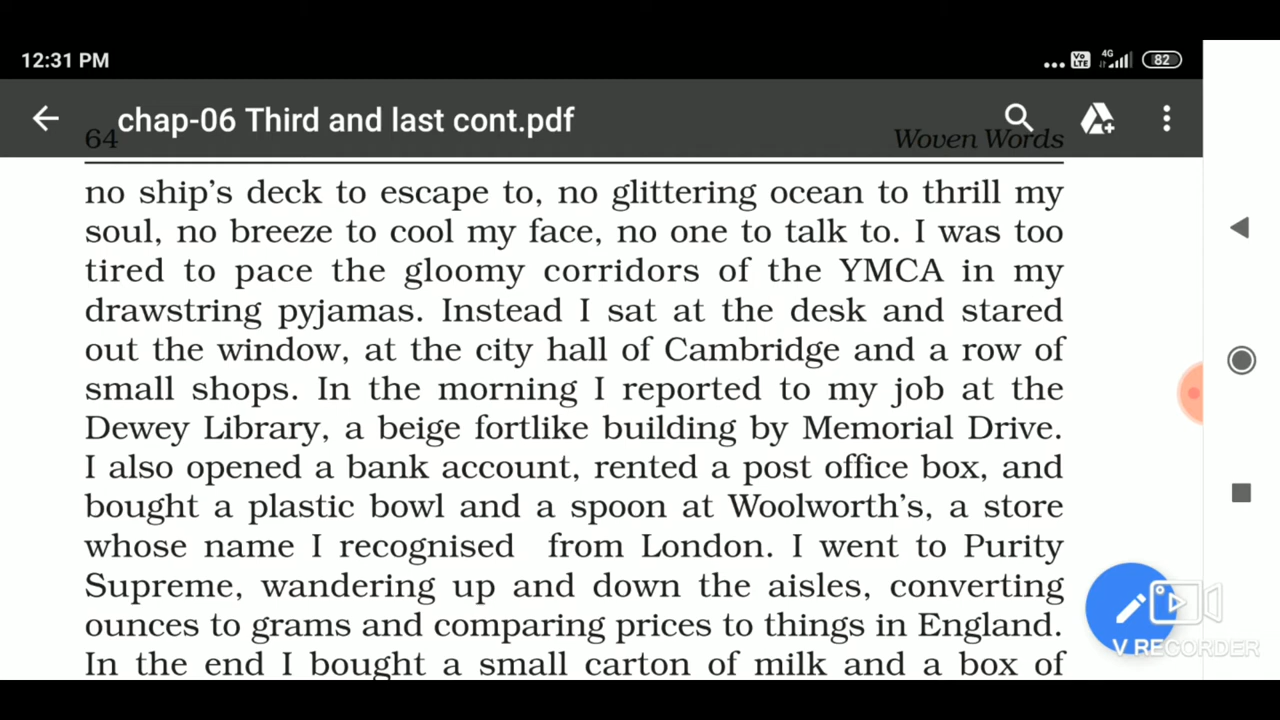 12:31 PM
4G
Vo
LTE
82
chap-06 Third and last cont.pdf
64
Woven Words
no ship's deck to escape to, no glittering ocean to thrill my
soul, no breeze to cool my face, no one to talk to. I was too
tired to pace the gloomy corridors of the YMCA in my
drawstring pyjamas. Instead I sat at the desk and stared
out the window, at the city hall of Cambridge and a row of
small shops. In the morning I reported to my job at the
Dewey Library, a beige fortlike building by Memorial Drive.
I also opened a bank account, rented a post office box, and
bought a plastic bowl and a spoon at Woolworth's, a store
whose name I recognised from London. I went to Purity
Supreme, wandering up and down the aisles, converting
ounces to grams and comparing prices to things in England.
In the end I bought a small carton of milk and a box of
V RECORDER